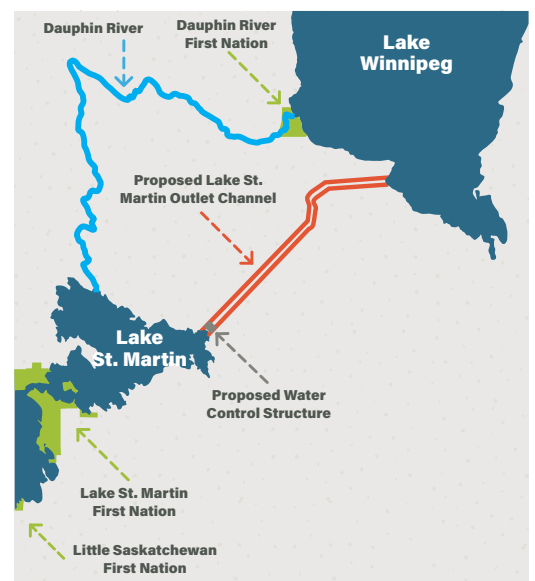 Dauphin River
Dauphin River
First Nation
Lake
Winnipeg
Proposed Lake St.
Martin Outlet Channel
Lake
St. Martin
Proposed Water
Control Structure
Lake St. Martin
First Nation
Little Saskatchewan
First Nation